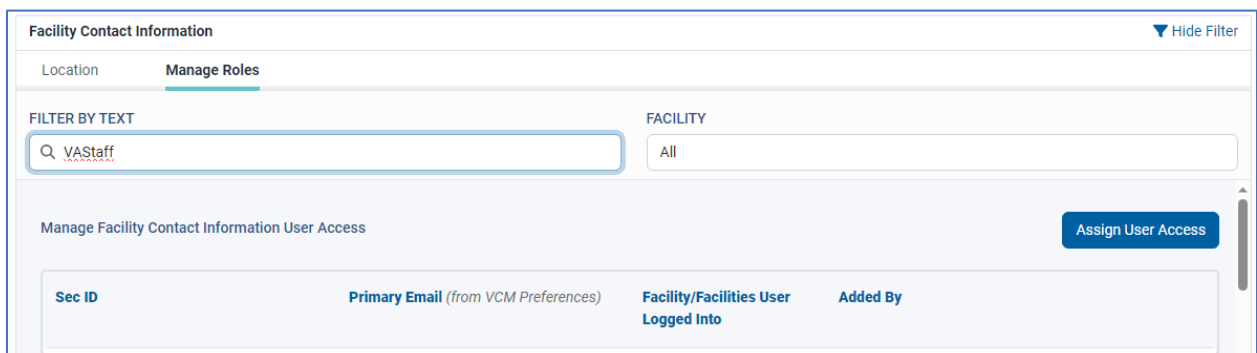 Facility Contact Information
Hide Filter
Location
Manage Roles
FILTER BY TEXT
FACILITY
VAStaff
All
Manage Facility Contact Information User Access
Assign User Access
Sec ID
Primary Email (from VCM Preferences)
Facility/Facilities User
Logged Into
Added By